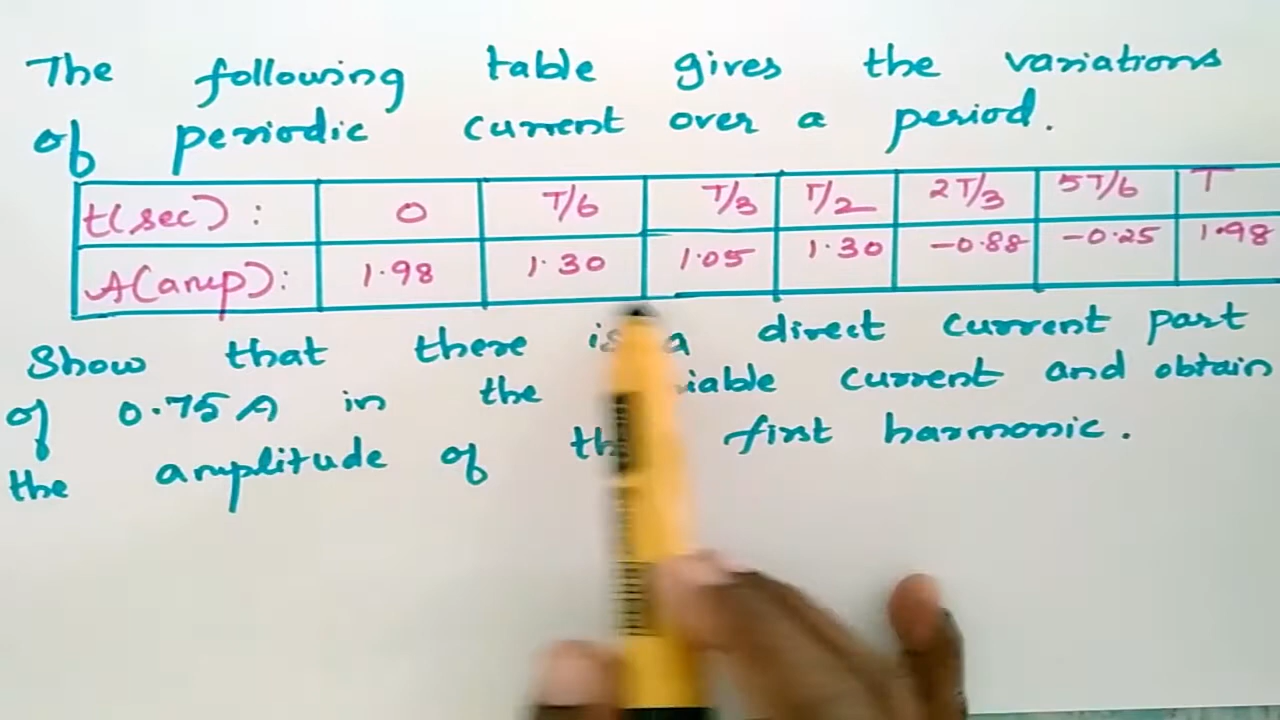 The following table gives the variations
of periodic current over a period.
t(sec): 0 T/6 T/3 T/2 2T/3 5T/6 T
A(amp): 1.98 1.30 1.05 1.30 -0.88 -0.25 1.98
Show that there is a direct current part
of 0.75A in the current and obtain
the amplitude of first harmonic.